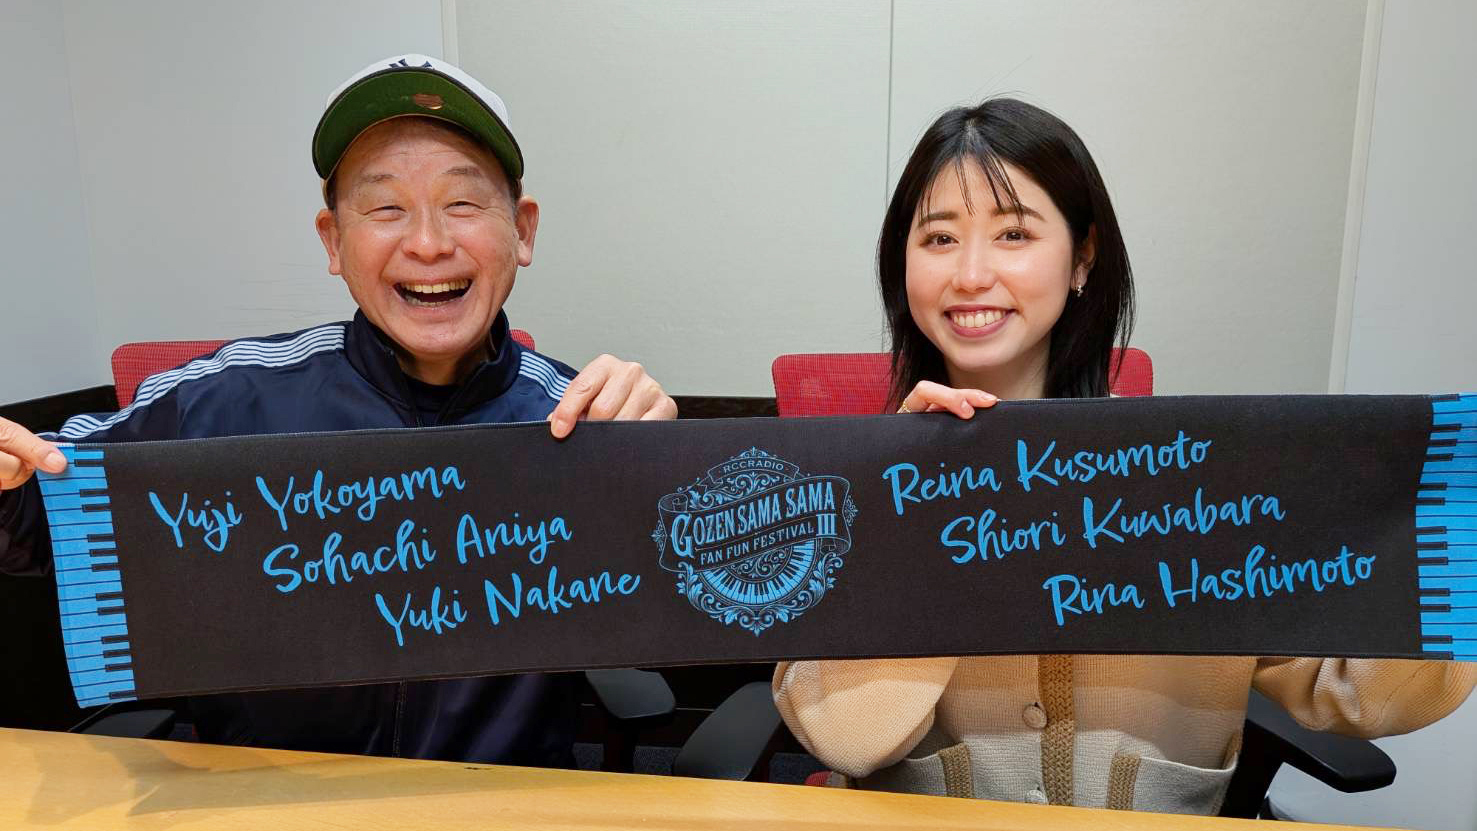 Yuji Yokoyama
Sohachi Aniya
Yuki Nakane
RCCRADIO
GOZEN SAMA SAMA
FAN FUN FESTIVAL III
Reina Kusumoto
Shiori Kuwabara
Rina Hashimoto